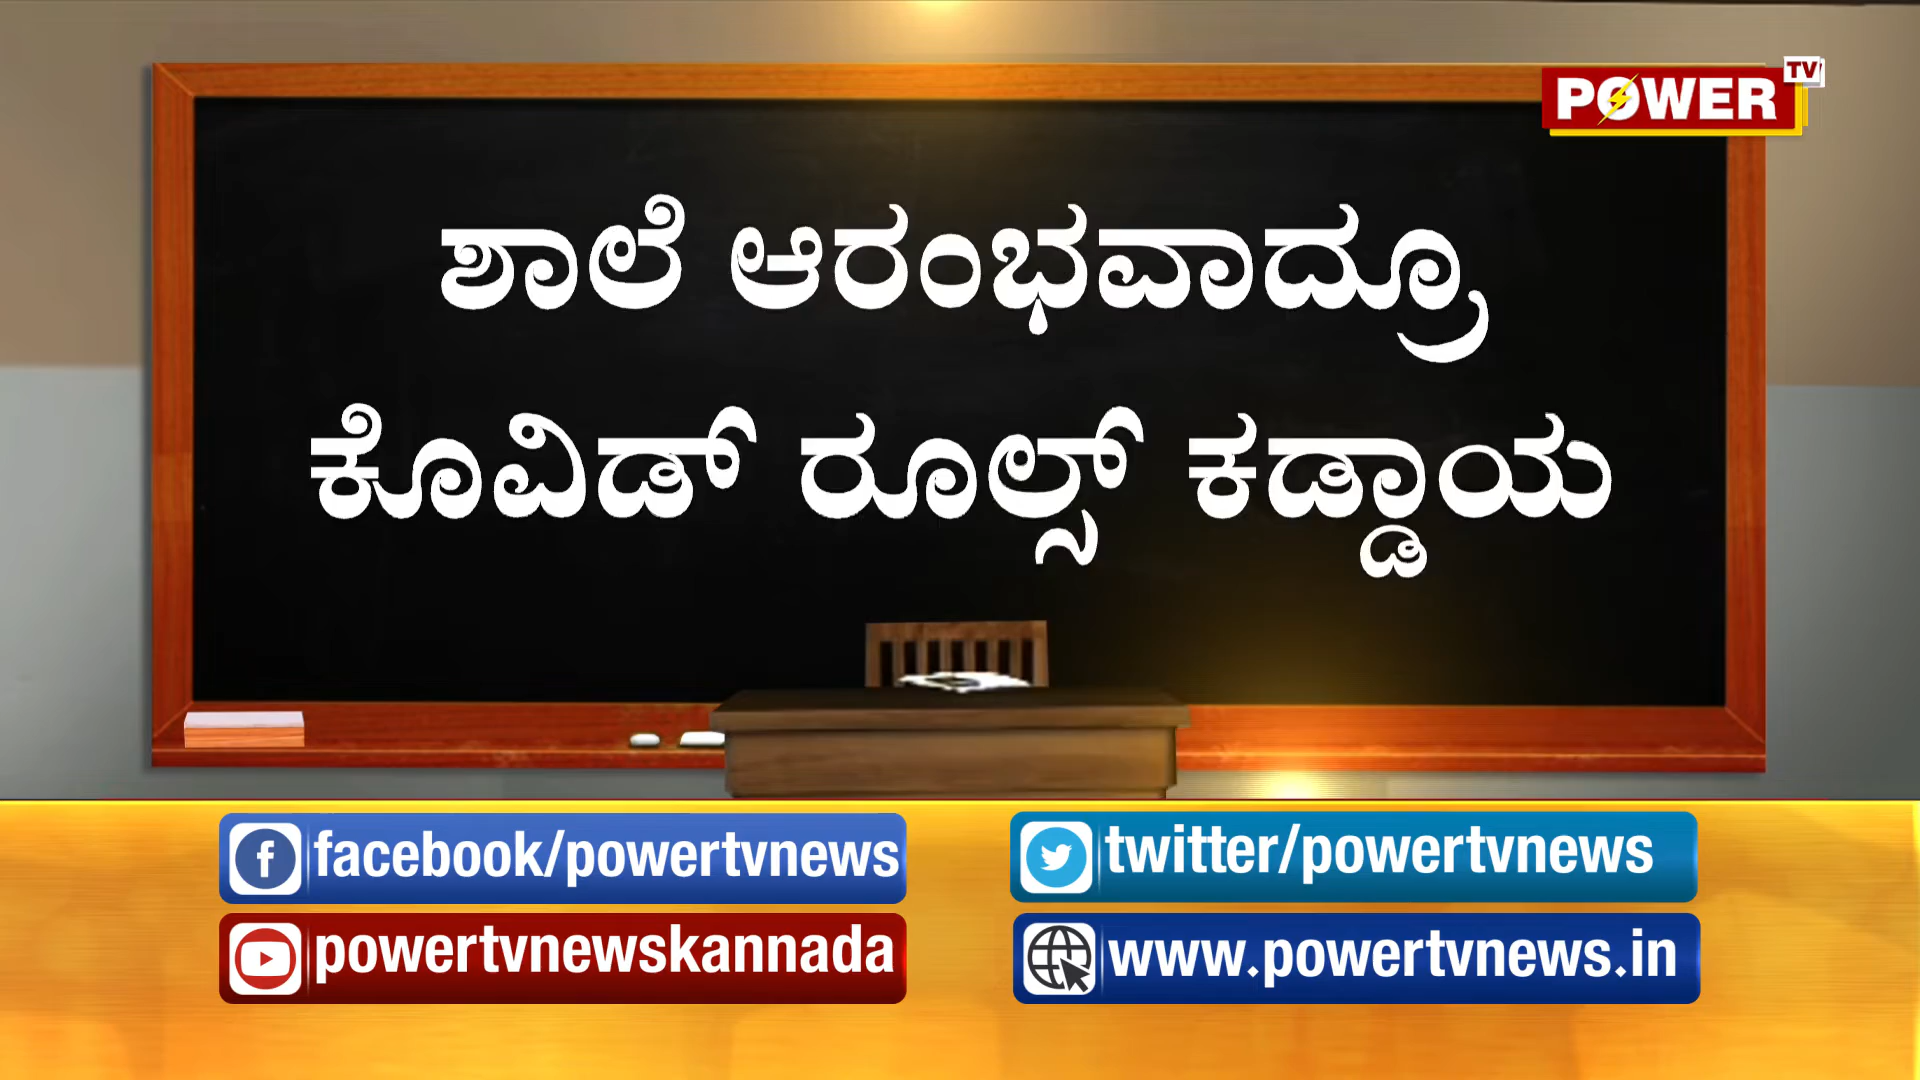 POWER TV
ಶಾಲೆ ಆರಂಭವಾದ್ರೂ
ಕೊವಿಡ್ ರೂಲ್ಸ್ ಕಡ್ಡಾಯ
facebook/powertvnews
twitter/powertvnews
powertvnewskannada
www.powertvnews.in